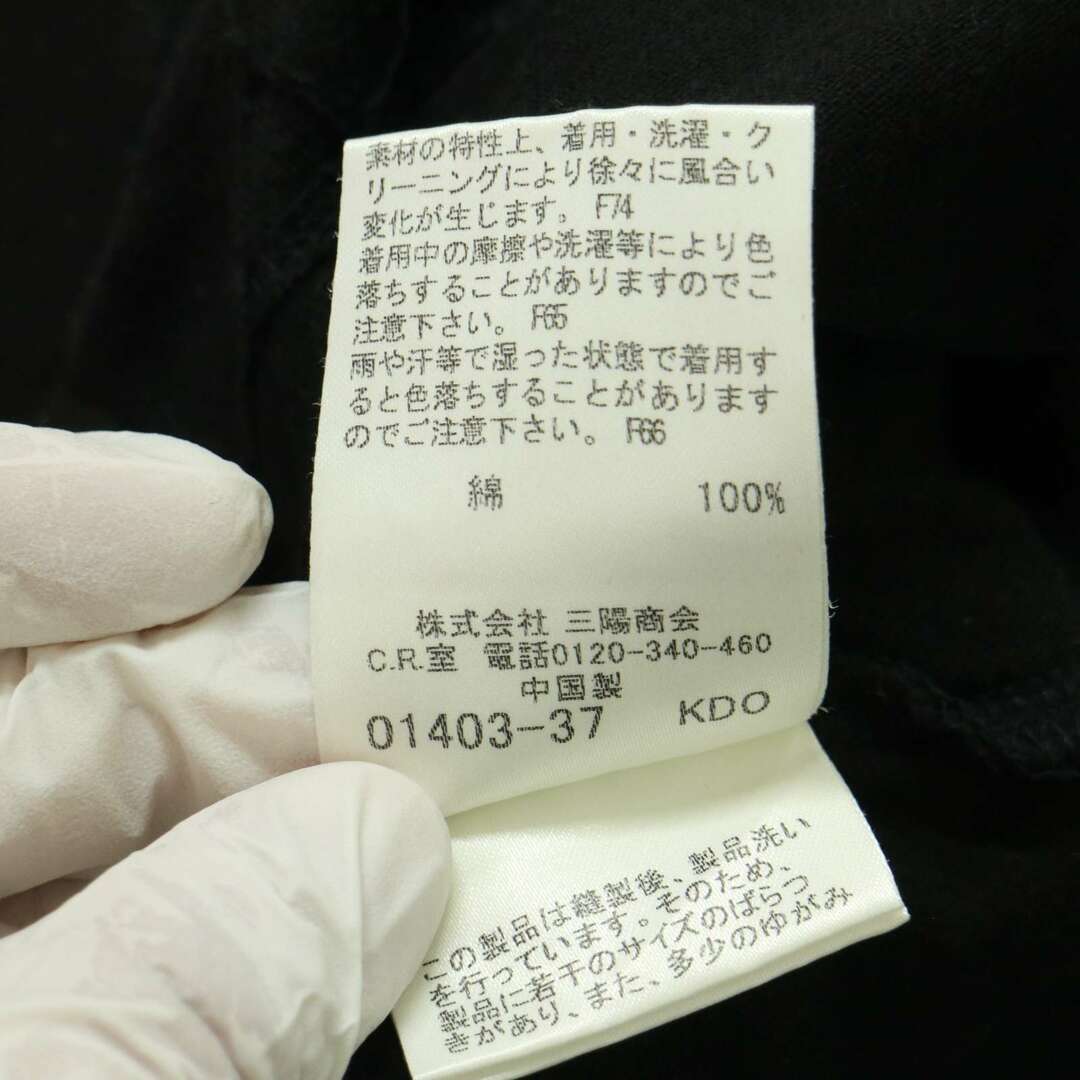 素材の特性上、着用・洗濯・ク
リーニングにより徐々に風合い
変化が生じます。 F74
着用中の摩擦や洗濯等により色
落ちすることがありますのでご
注意下さい。 F65
雨や汗等で湿った状態で着用す
ると色落ちすることがあります
のでご注意下さい。 F66
綿 100%
株式会社 三陽商会
C.R.室 電話0120-340-460
中国製
01403-37 KDO
この製品は縫製後、製品洗い
を行っています。そのため、
製品に若干のサイズのばらつ
きがあり、また、多少のゆがみ